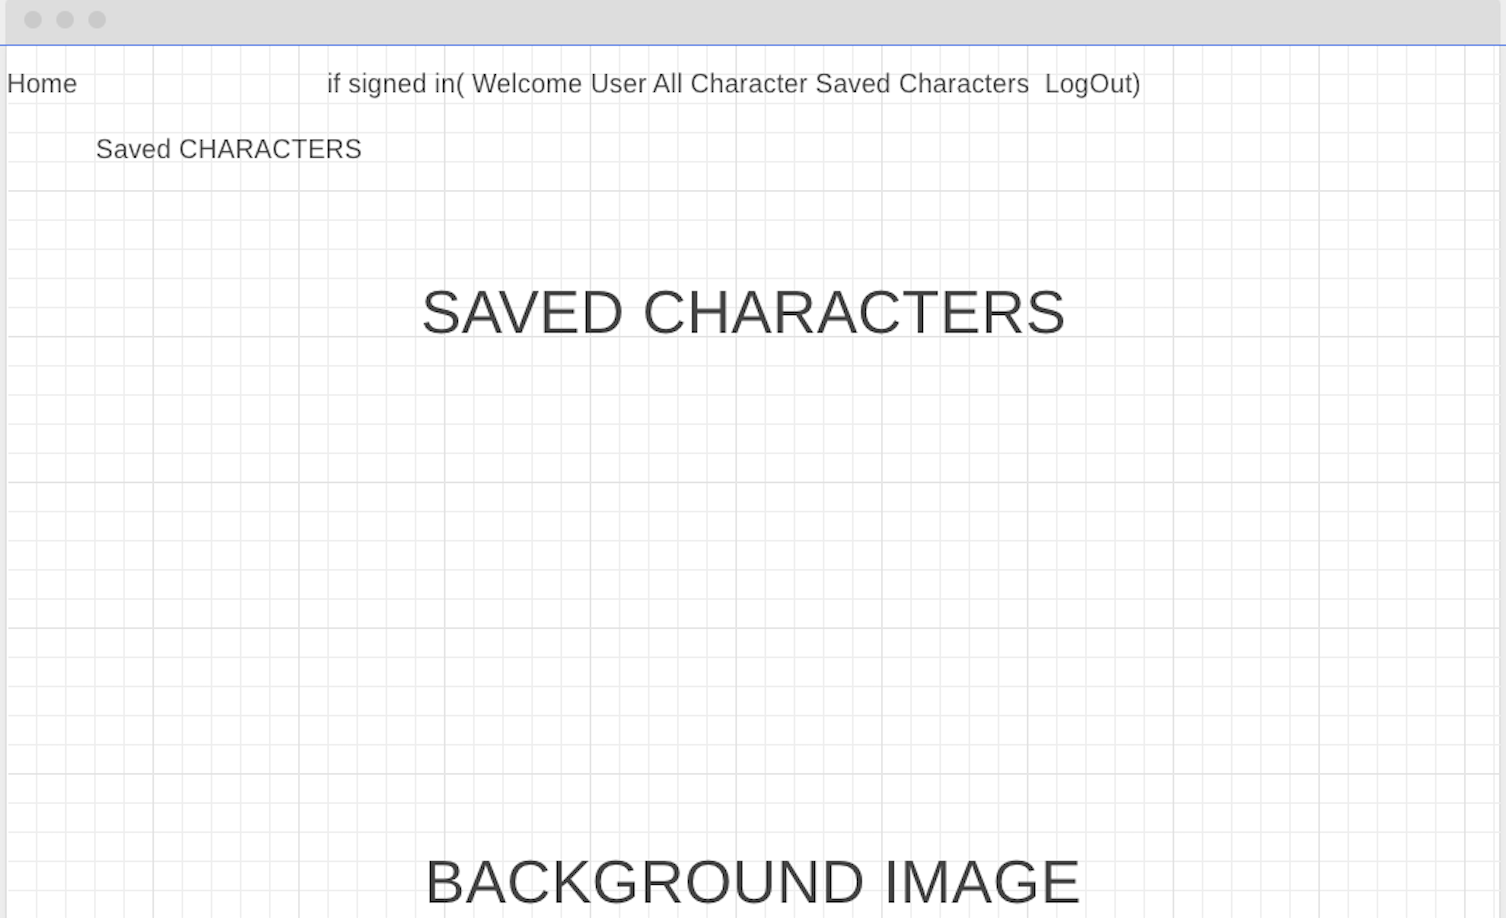 Home if signed in( Welcome User All Character Saved Characters  LogOut)
Saved CHARACTERS
SAVED CHARACTERS
BACKGROUND IMAGE